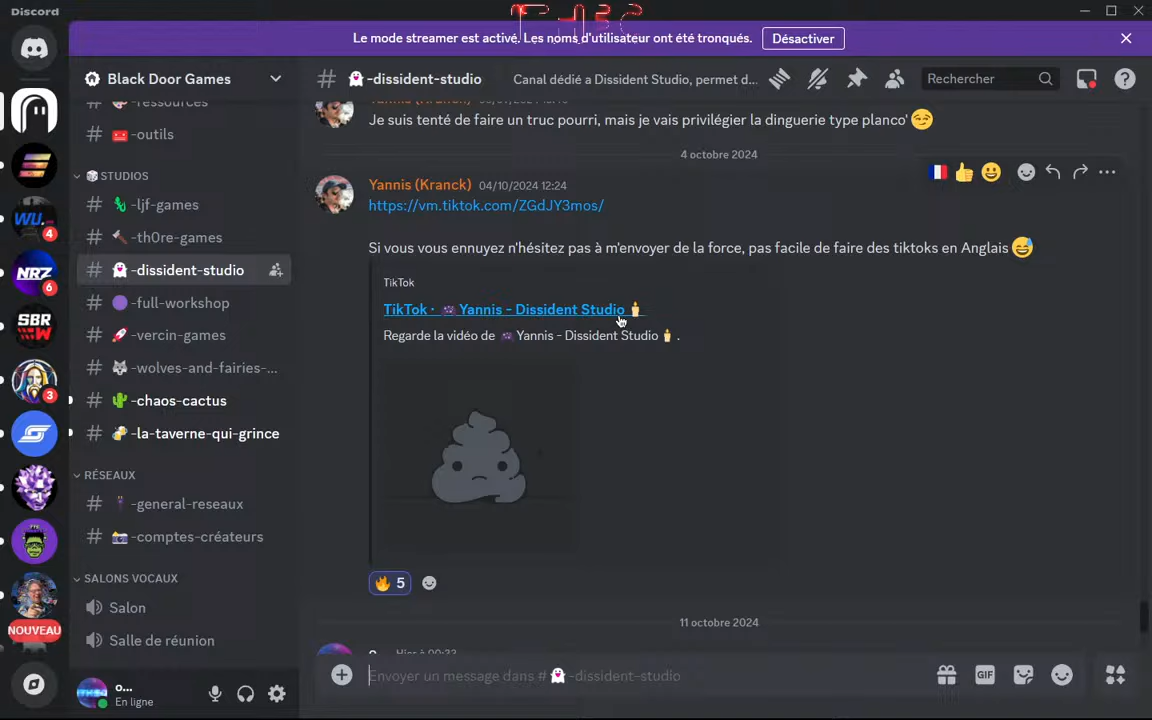 Discord
Le mode streamer est activé. Les noms d'utilisateur ont été tronqués.
Désactiver
Black Door Games
-dissident-studio
Canal dédié a Dissident Studio, permet d...
Rechercher
-ressources
-outils
STUDIOS
-ljf-games
-th0re-games
-dissident-studio
-full-workshop
-vercin-games
-wolves-and-fairies-...
-chaos-cactus
-la-taverne-qui-grince
RÉSEAUX
-general-reseaux
-comptes-créateurs
SALONS VOCAUX
Salon
Salle de réunion
WU.
4
NRZ
6
SBR
3
NOUVEAU
o...
En ligne
Je suis tenté de faire un truc pourri, mais je vais privilégier la dinguerie type planco'
4 octobre 2024
Yannis (Kranck) 04/10/2024 12:24
https://vm.tiktok.com/ZGdJY3mos/
Si vous vous ennuyez n'hésitez pas à m'envoyer de la force, pas facile de faire des tiktoks en Anglais
TikTok
TikTok · Yannis - Dissident Studio
Regarde la vidéo de Yannis - Dissident Studio .
5
11 octobre 2024
o... Hier à 00:33
Envoyer un message dans # -dissident-studio
GIF